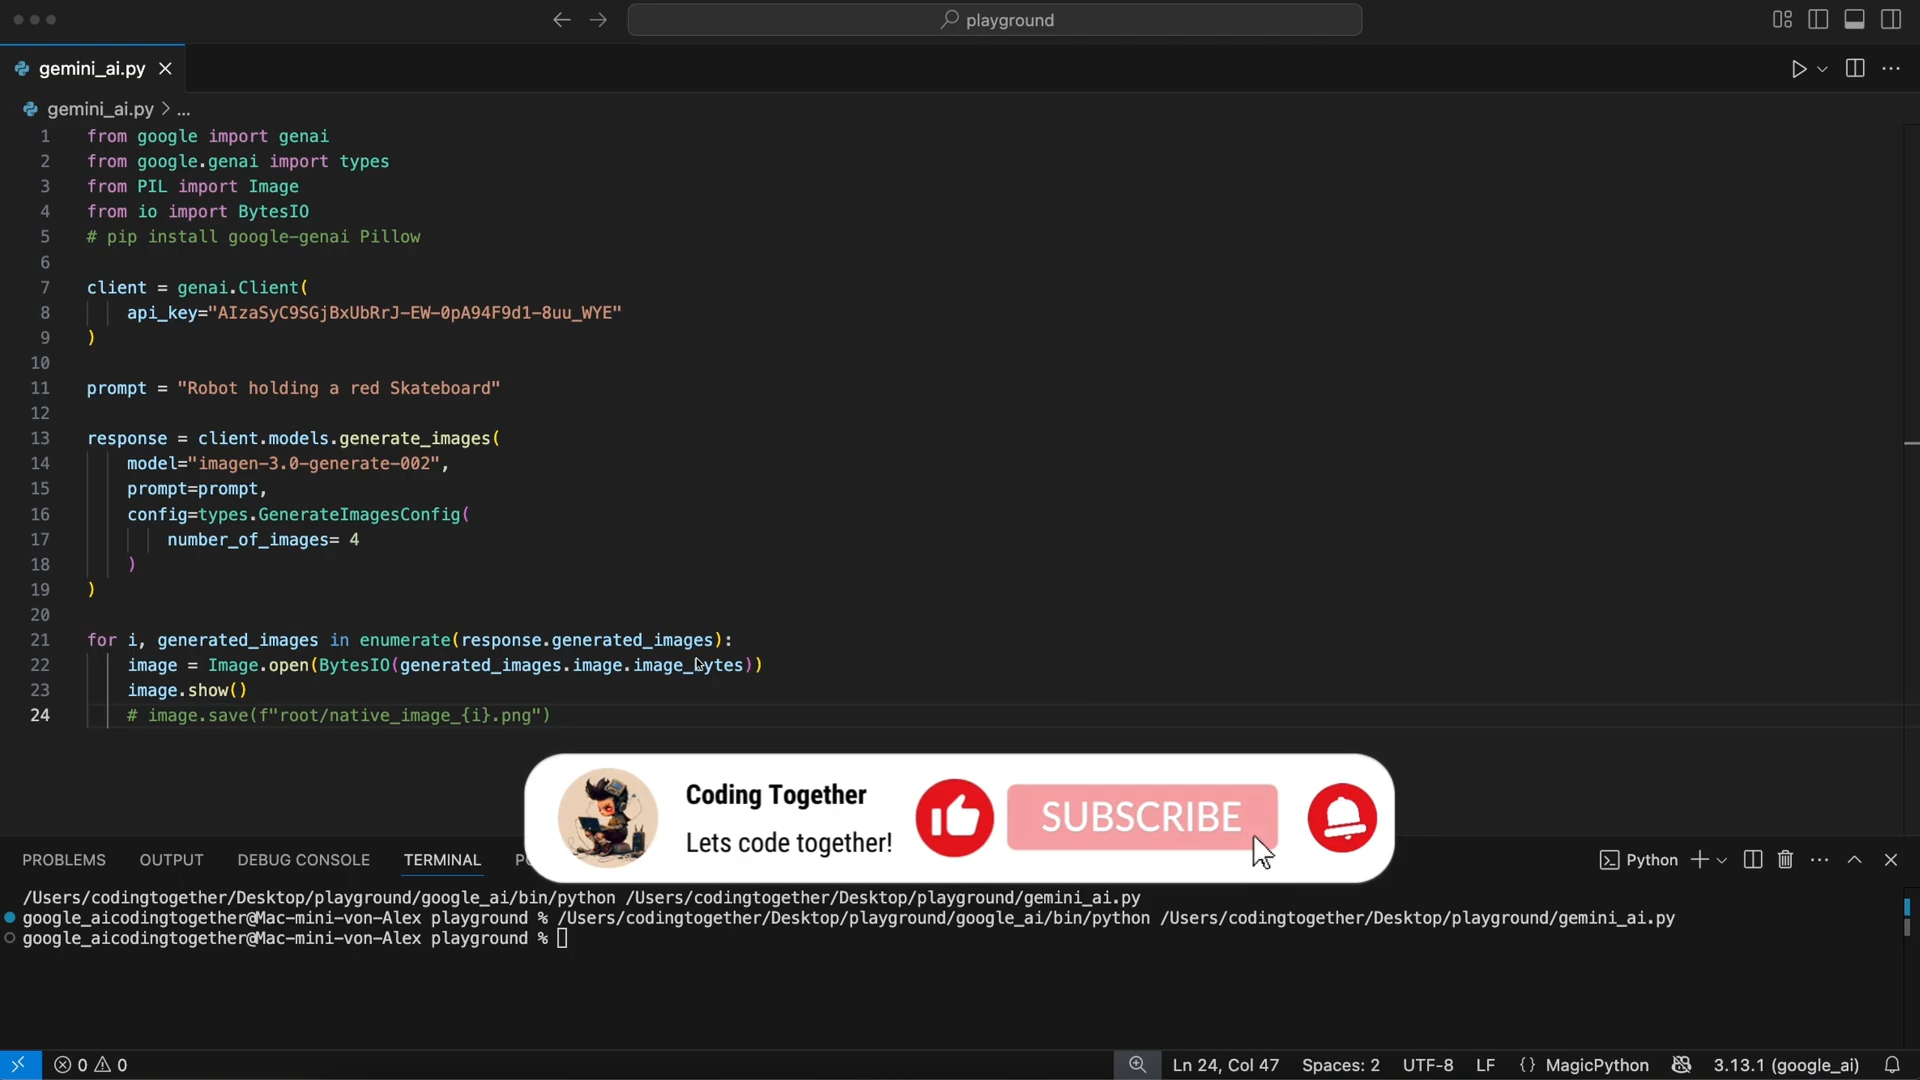 playground
gemini_ai.py
gemini_ai.py > ...
1 from google import genai
2 from google.genai import types
3 from PIL import Image
4 from io import BytesIO
5 # pip install google-genai Pillow
6
7 client = genai.Client(
8 api_key="AIzaSyC9SGjBxUbRrJ-EW-0pA94F9d1-8uu_WYE"
9 )
10
11 prompt = "Robot holding a red Skateboard"
12
13 response = client.models.generate_images(
14 model="imagen-3.0-generate-002",
15 prompt=prompt,
16 config=types.GenerateImagesConfig(
17 number_of_images= 4
18 )
19 )
20
21 for i, generated_images in enumerate(response.generated_images):
22 image = Image.open(BytesIO(generated_images.image.image_bytes))
23 image.show()
24 # image.save(f"root/native_image_{i}.png")
Coding Together
Lets code together!
SUBSCRIBE
PROBLEMS OUTPUT DEBUG CONSOLE TERMINAL
Python
/Users/codingtogether/Desktop/playground/google_ai/bin/python /Users/codingtogether/Desktop/playground/gemini_ai.py
google_aicodingtogether@Mac-mini-von-Alex playground % /Users/codingtogether/Desktop/playground/google_ai/bin/python /Users/codingtogether/Desktop/playground/gemini_ai.py
google_aicodingtogether@Mac-mini-von-Alex playground %
0 0 Ln 24, Col 47 Spaces: 2 UTF-8 LF {} MagicPython 3.13.1 (google_ai)